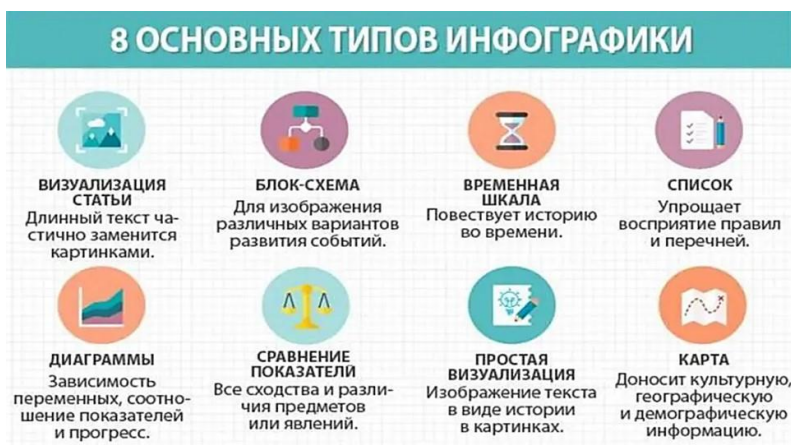 8 ОСНОВНЫХ ТИПОВ ИНФОГРАФИКИ
ВИЗУАЛИЗАЦИЯ
СТАТЬИ
Длинный текст ча-
стично заменится
картинками.
БЛОК-СХЕМА
Для изображения
различных вариантов
развития событий.
ВРЕМЕННАЯ
ШКАЛА
Повествует историю
во времени.
СПИСОК
Упрощает
восприятие правил
и перечней.
ДИАГРАММЫ
Зависимость
переменных, соотно-
шение показателей
и прогресс.
СРАВНЕНИЕ
ПОКАЗАТЕЛЕЙ
Все сходства и разли-
чия предметов
или явлений.
ПРОСТАЯ
ВИЗУАЛИЗАЦИЯ
Изображение текста
в виде истории
в картинках.
КАРТА
Доносит культурную,
географическую
и демографическую
информацию.